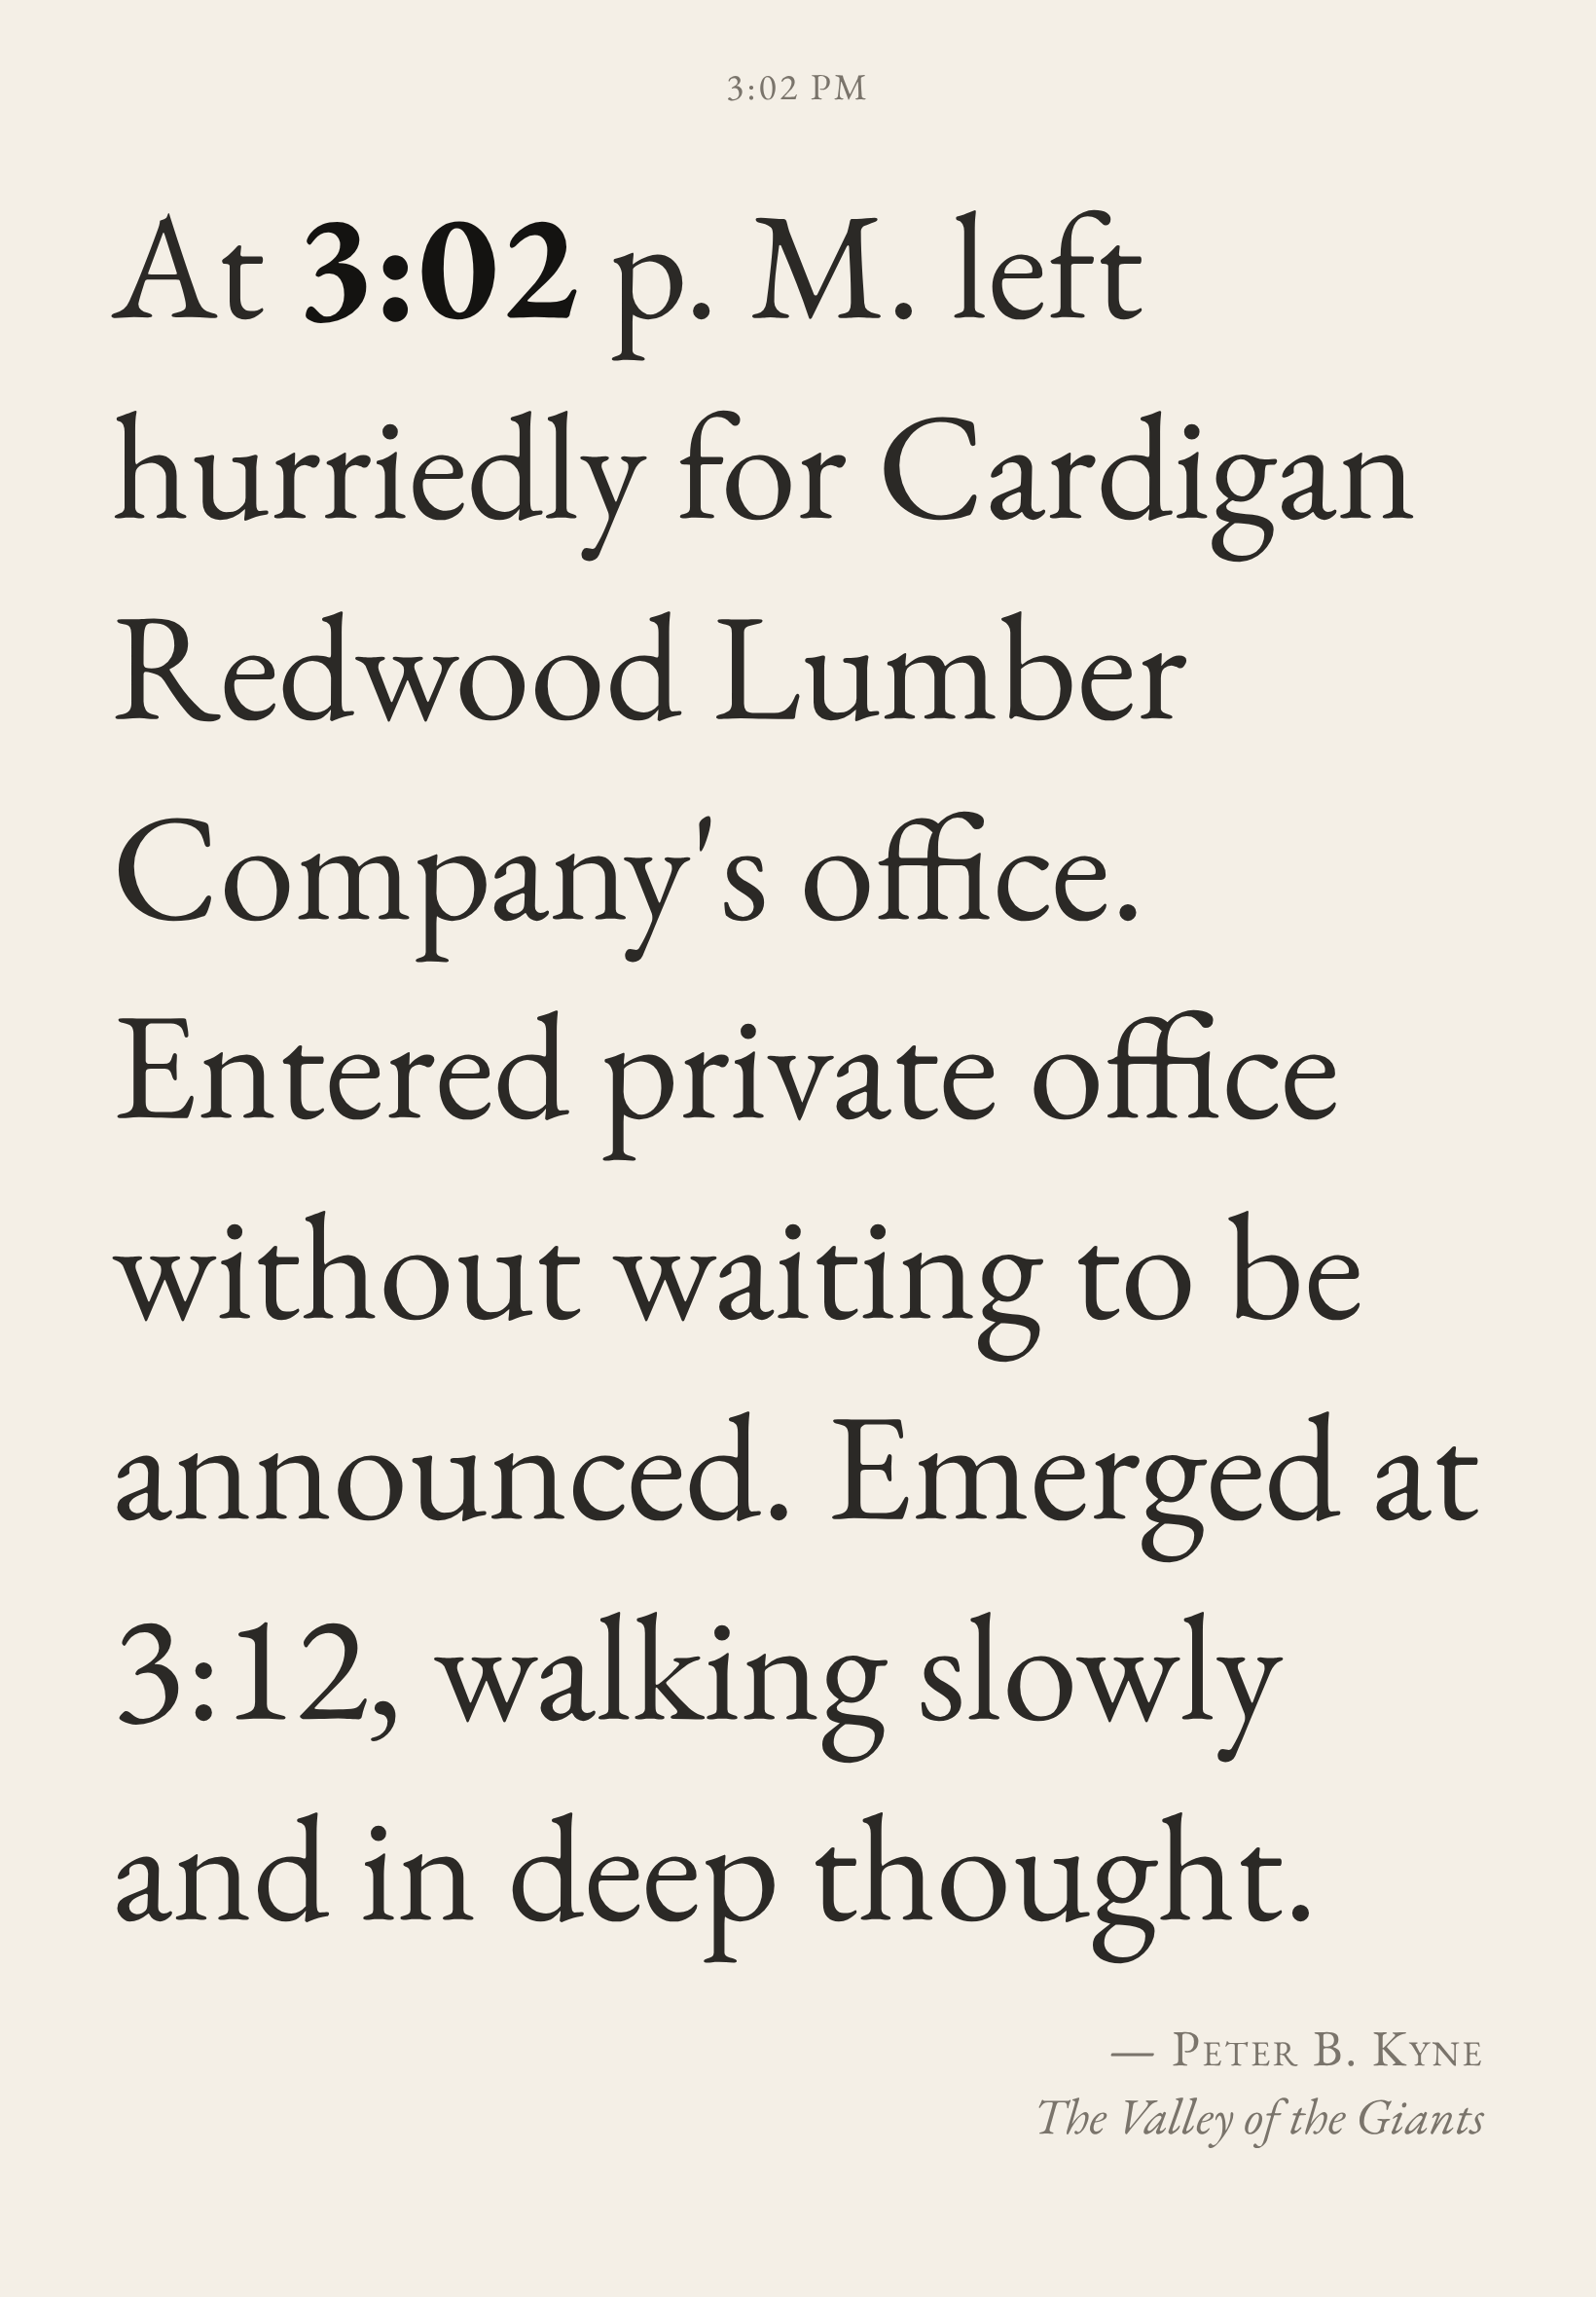 3:02 PM
At 3:02 p. M. left
hurriedly for Cardigan
Redwood Lumber
Company's office.
Entered private office
without waiting to be
announced. Emerged at
3:12, walking slowly
and in deep thought.
— Peter B. Kyne
The Valley of the Giants